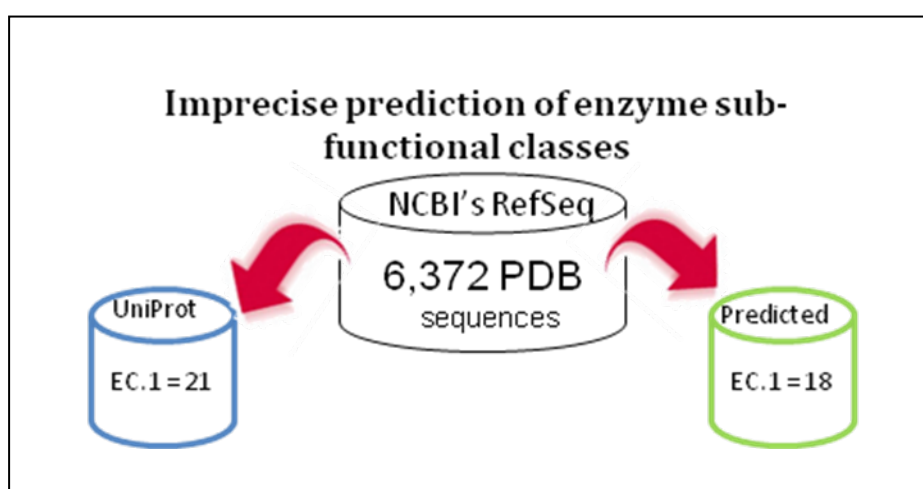 Imprecise prediction of enzyme sub-
functional classes
NCBI's RefSeq
6,372 PDB
sequences
UniProt
EC.1 = 21
Predicted
EC.1 = 18